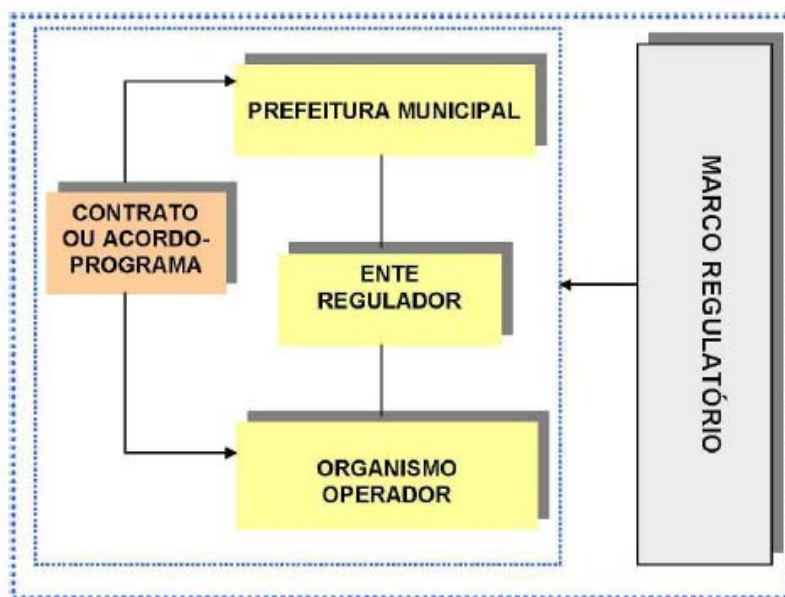 PREFEITURA MUNICIPAL
CONTRATO
OU ACORDO-
PROGRAMA
ENTE
REGULADOR
ORGANISMO
OPERADOR
MARCO REGULATÓRIO